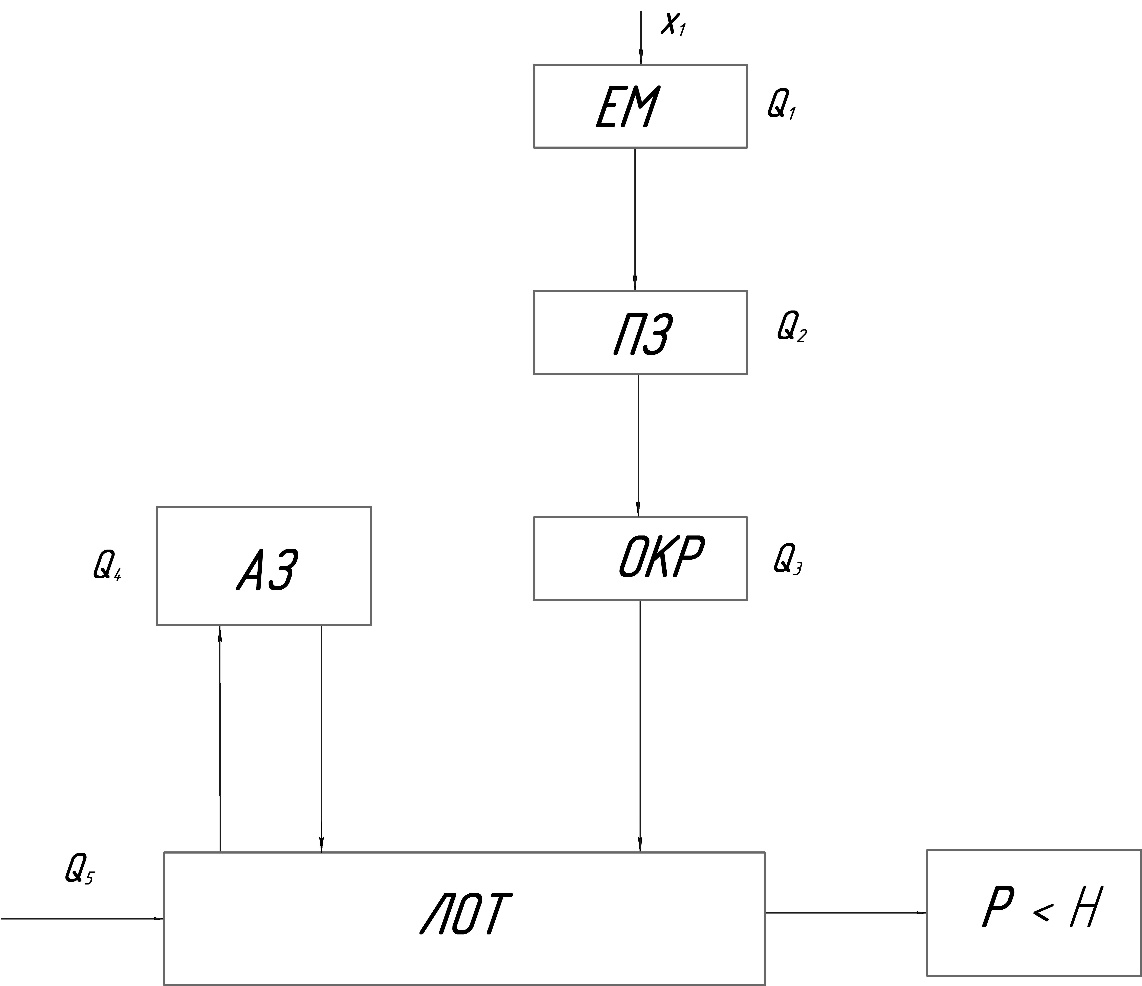 X₁
ЕМ
Q₁
ПЗ
Q₂
ОКР
Q₃
Q₄
АЗ
Q₅
ЛОТ
Р < Н